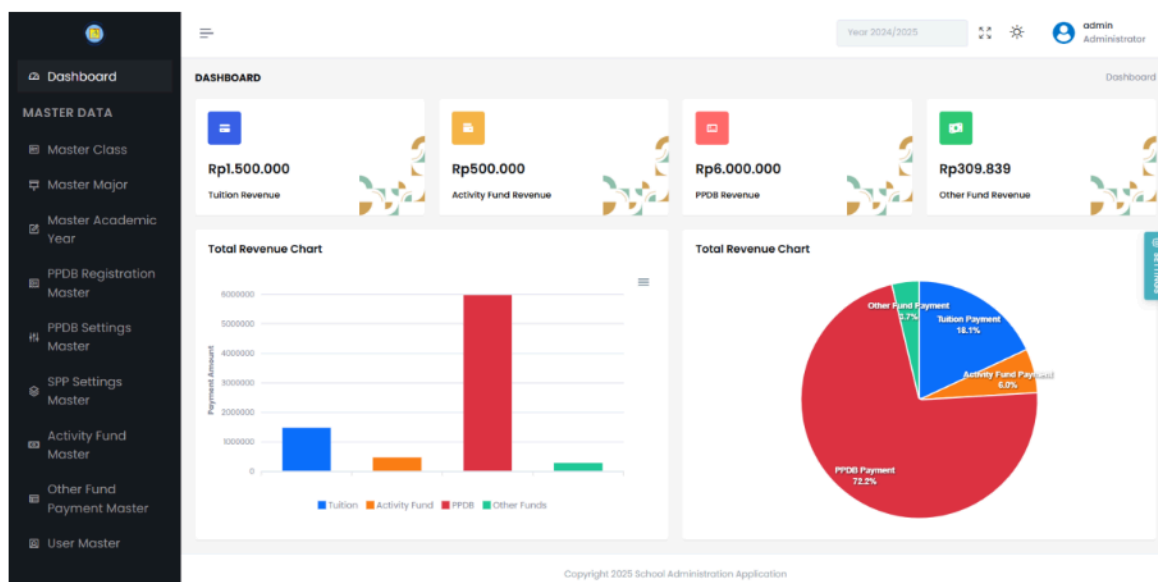 Year 2024/2025
admin
Administrator
Dashboard
MASTER DATA
Master Class
Master Major
Master Academic
Year
PPDB Registration
Master
PPDB Settings
Master
SPP Settings
Master
Activity Fund
Master
Other Fund
Payment Master
User Master
DASHBOARD
Dashboard
Rp1.500.000
Tuition Revenue
Rp500.000
Activity Fund Revenue
Rp6.000.000
PPDB Revenue
Rp309.839
Other Fund Revenue
Total Revenue Chart
6000000
5000000
4000000
3000000
2000000
1000000
0
Payment Amount
Tuition Activity Fund PPDB Other Funds
Total Revenue Chart
Other Fund Payment
3.7%
Tuition Payment
18.1%
Activity Fund Payment
6.0%
PPDB Payment
72.2%
SETTINGS
Copyright 2025 School Administration Application